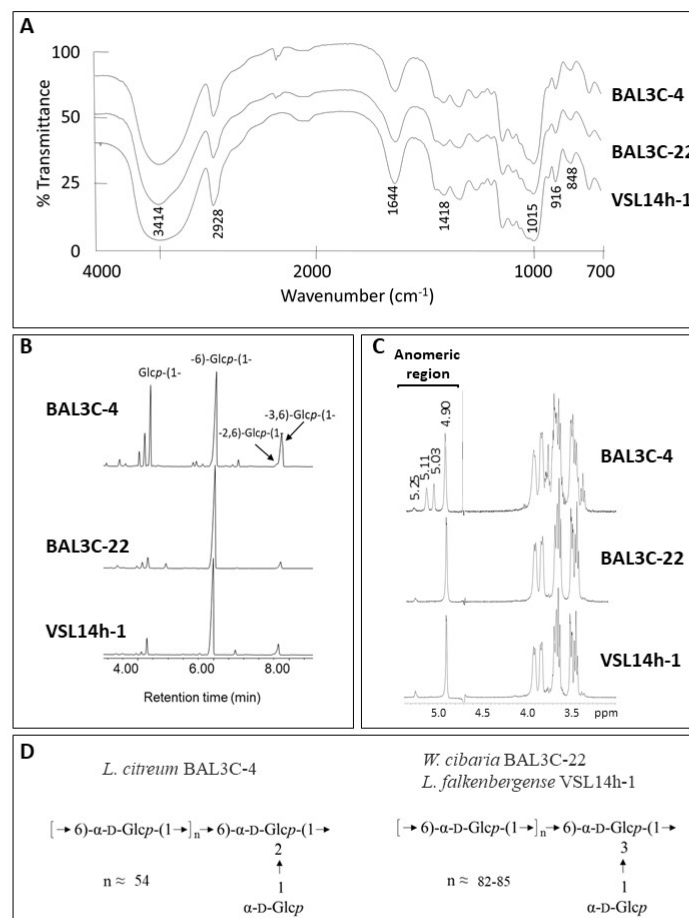 A
100
50
25
0
% Transmittance
BAL3C-4
BAL3C-22
VSL14h-1
3414
2928
1644
1418
1015
916
848
4000 2000 1000 700
Wavenumber (cm-1)
B
Glcp-(1-
-6)-Glcp-(1-
-3,6)-Glcp-(1-
-2,6)-Glcp-(1
BAL3C-4
BAL3C-22
VSL14h-1
4.00 6.00 8.00
Retention time (min)
C
Anomeric
region
5.25
5.11
5.03
4.90
BAL3C-4
BAL3C-22
VSL14h-1
5.0 4.5 4.0 3.5 ppm
D
L. citreum BAL3C-4
[→ 6)-α-D-Glcp-(1→]n→ 6)-α-D-Glcp-(1→
2
↑
n ≈ 54 1
α-D-Glcp
W. cibaria BAL3C-22
L. falkenbergense VSL14h-1
[→ 6)-α-D-Glcp-(1→]n→ 6)-α-D-Glcp-(1→
3
↑
n ≈ 82-85 1
α-D-Glcp